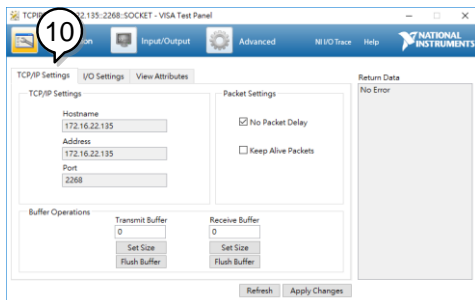 TCPIP 22.135::2268::SOCKET - VISA Test Panel
10
on Input/Output Advanced NI I/O Trace Help NATIONAL INSTRUMENTS
TCP/IP Settings I/O Settings View Attributes
Return Data
No Error
TCP/IP Settings
Hostname
172.16.22.135
Address
172.16.22.135
Port
2268
Packet Settings
No Packet Delay
Keep Alive Packets
Buffer Operations
Transmit Buffer Receive Buffer
0 0
Set Size Set Size
Flush Buffer Flush Buffer
Refresh Apply Changes